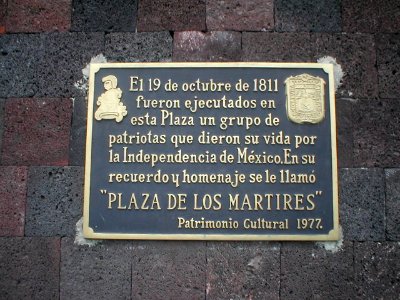 El 19 de octubre de 1811
fueron ejecutados en
esta Plaza un grupo de
patriotas que dieron su vida por
la Independencia de México. En su
recuerdo y homenaje se le llamó
"PLAZA DE LOS MARTIRES"
Patrimonio Cultural 1977.